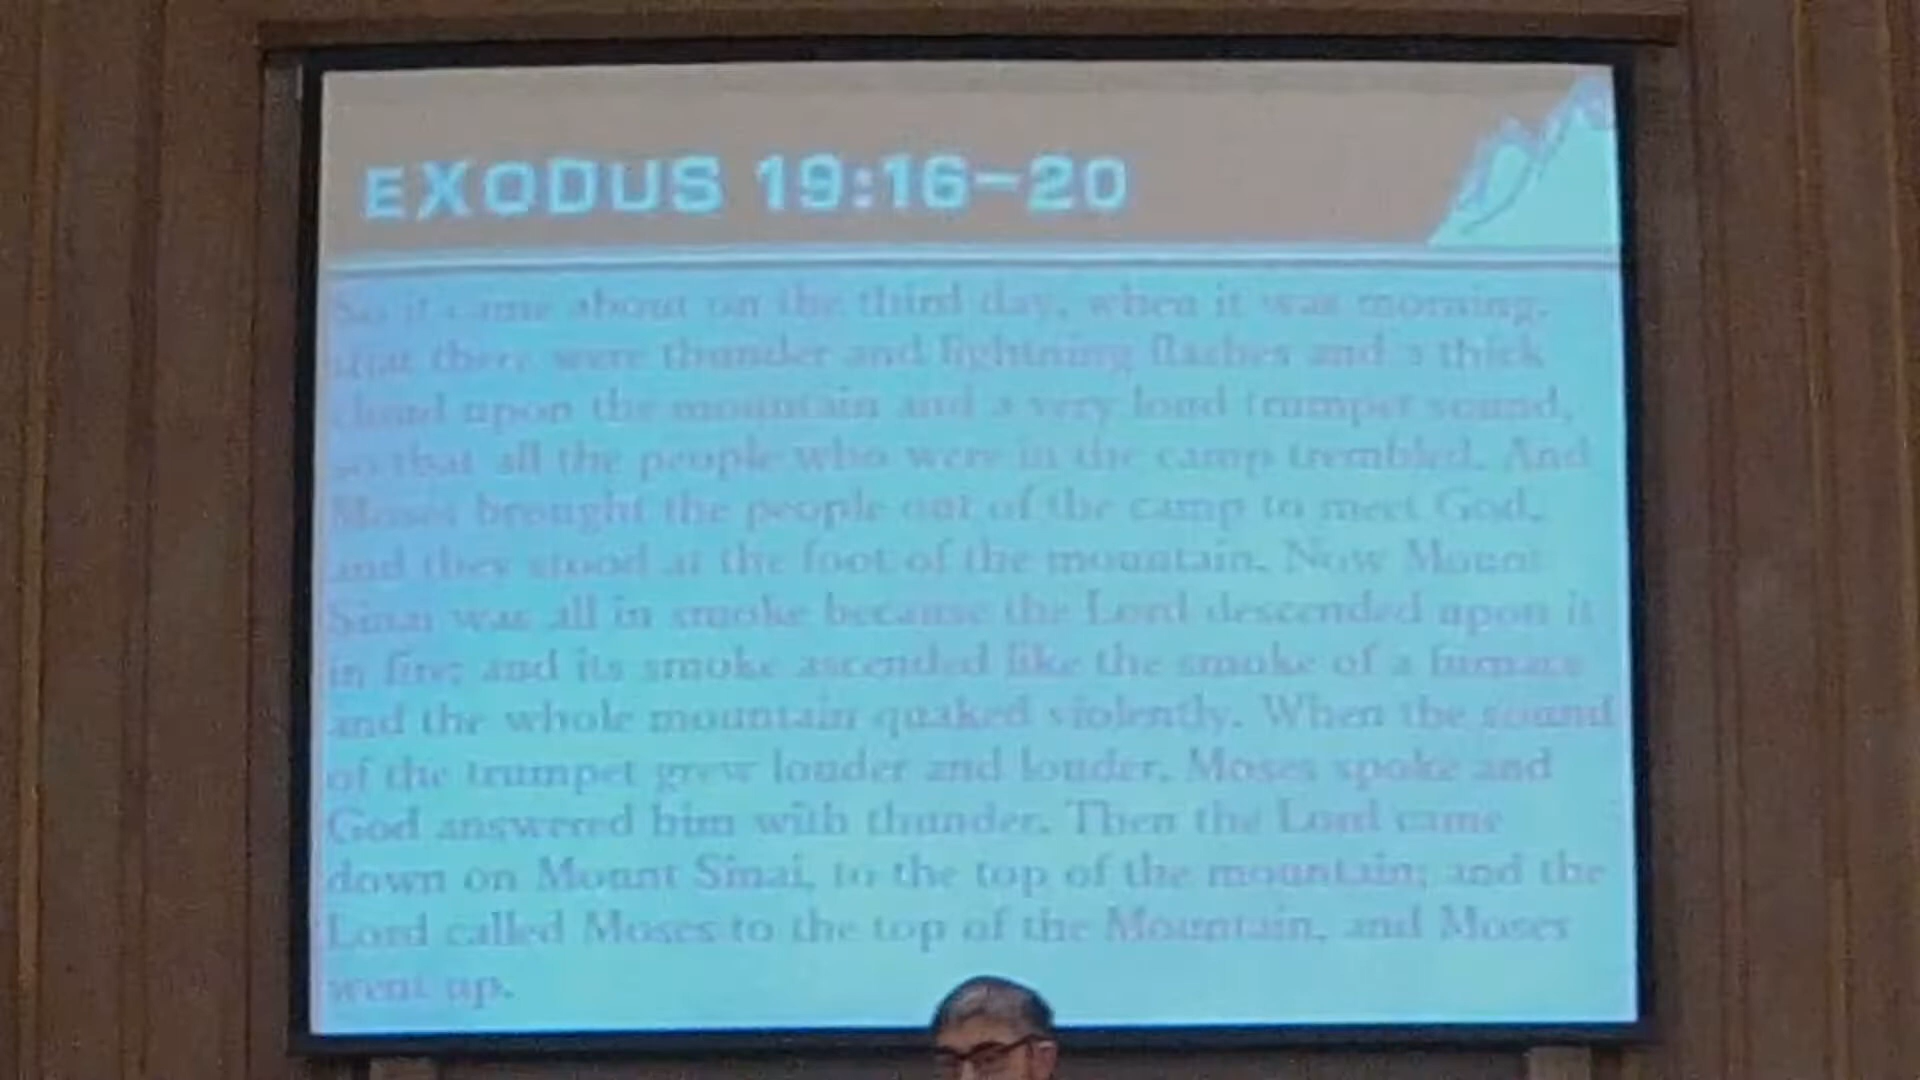 EXODUS 19:16-20
So it came about on the third day, when it was morning,
that there were thunder and lightning flashes and a thick
cloud upon the mountain and a very loud trumpet sound,
so that all the people who were in the camp trembled. And
Moses brought the people out of the camp to meet God,
and they stood at the foot of the mountain. Now Mount
Sinai was all in smoke because the Lord descended upon it
in fire; and its smoke ascended like the smoke of a furnace
and the whole mountain quaked violently. When the sound
of the trumpet grew louder and louder, Moses spoke and
God answered him with thunder. Then the Lord came
down on Mount Sinai, to the top of the mountain; and the
Lord called Moses to the top of the Mountain, and Moses
went up.